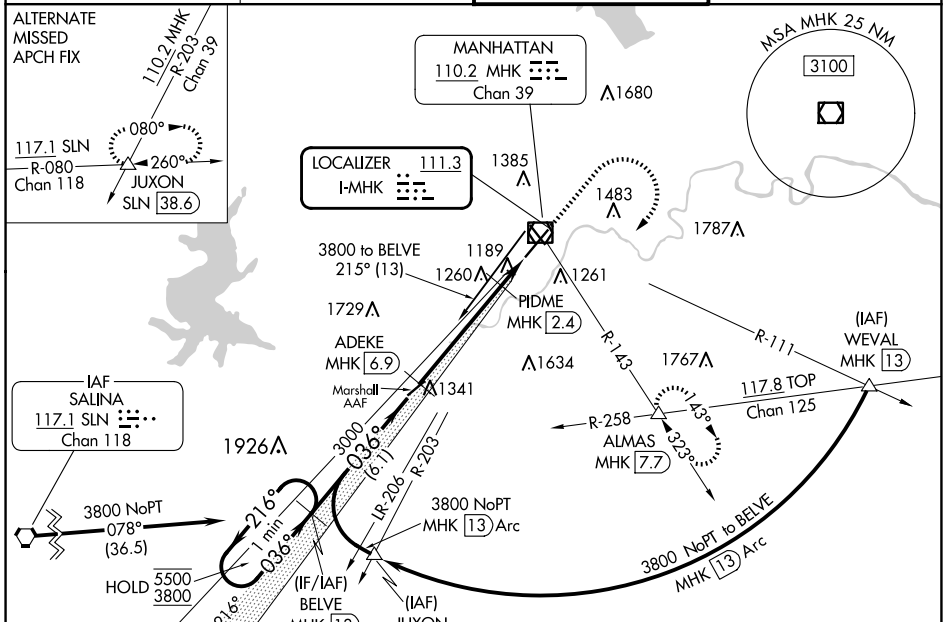 ALTERNATE
MISSED
APCH FIX
110.2 MHK
R-203
Chan 39
080°
117.1 SLN
R-080
Chan 118
260°
JUXON
SLN 38.6
MANHATTAN
110.2 MHK
Chan 39
MSA MHK 25 NM
3100
1680
LOCALIZER 111.3
I-MHK
1385
1483
1787
3800 to BELVE
215° (13)
1189
1260
1261
PIDME
MHK 2.4
1729
ADEKE
MHK 6.9
Marshall
AAF
1341
1634
R-143
1767
R-111
(IAF)
WEVAL
MHK 13
117.8 TOP
Chan 125
R-258
ALMAS
MHK 7.7
143°
323°
IAF
SALINA
117.1 SLN
Chan 118
1926
3000
036°
(6.1)
LR-206
R-203
3800 NoPT
078°
(36.5)
216°
1 min
036°
HOLD 5500
3800
3800 NoPT
MHK 13 Arc
3800 NoPT to BELVE
MHK 13 Arc
(IF/IAF)
BELVE
MHK 13
(IAF)
JUXON
216°